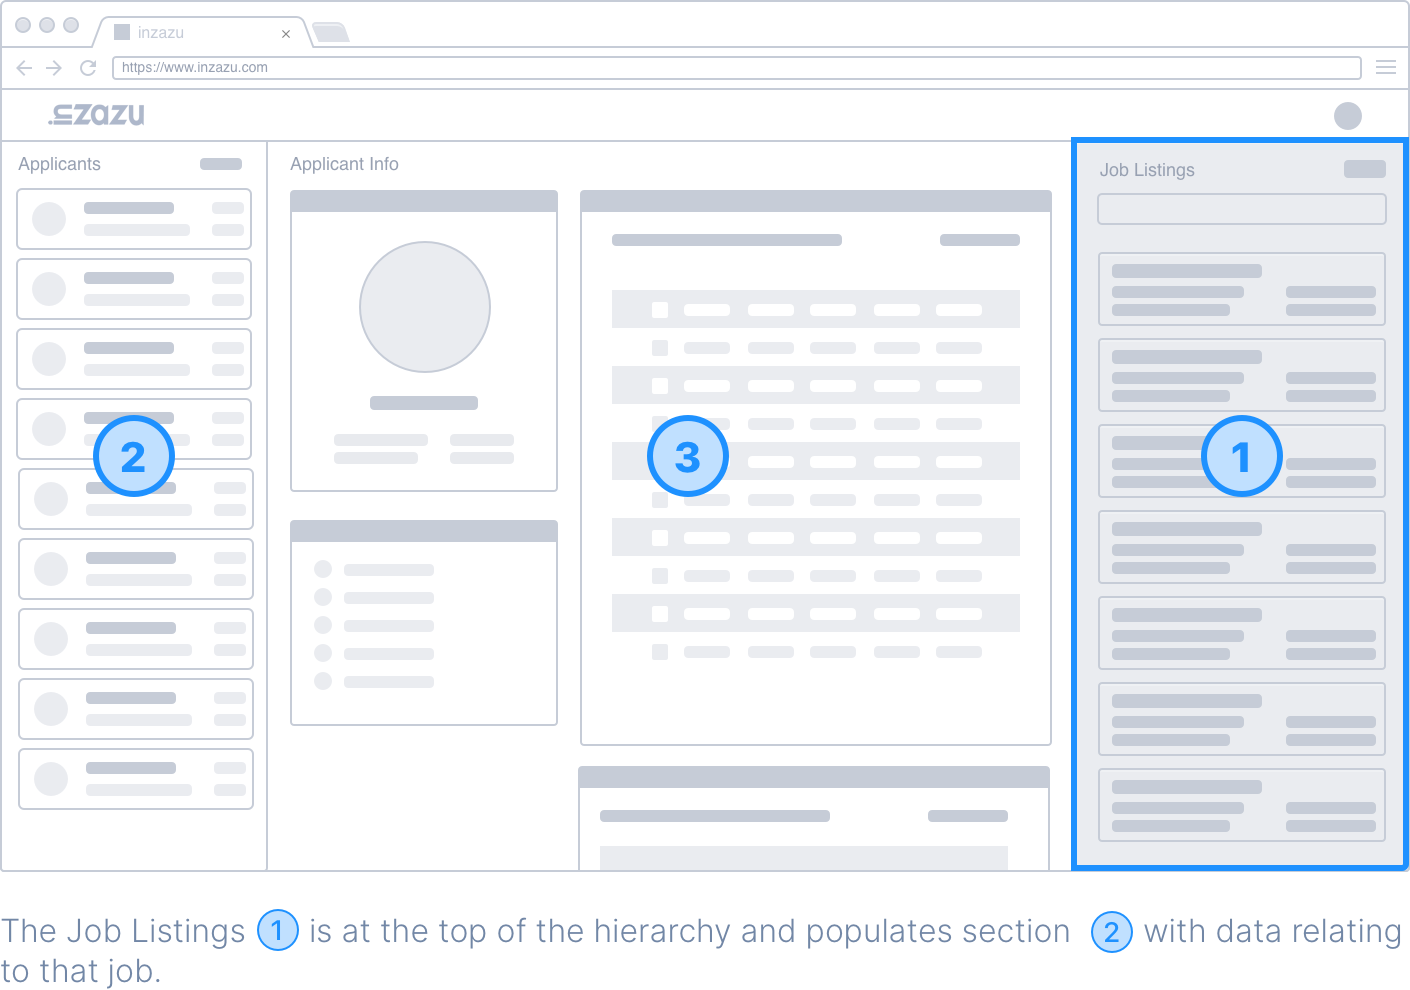 inzazu ×
https://www.inzazu.com
inzazu
Applicants
Applicant Info
Job Listings
2
3
1
The Job Listings 1 is at the top of the hierarchy and populates section 2 with data relating
to that job.